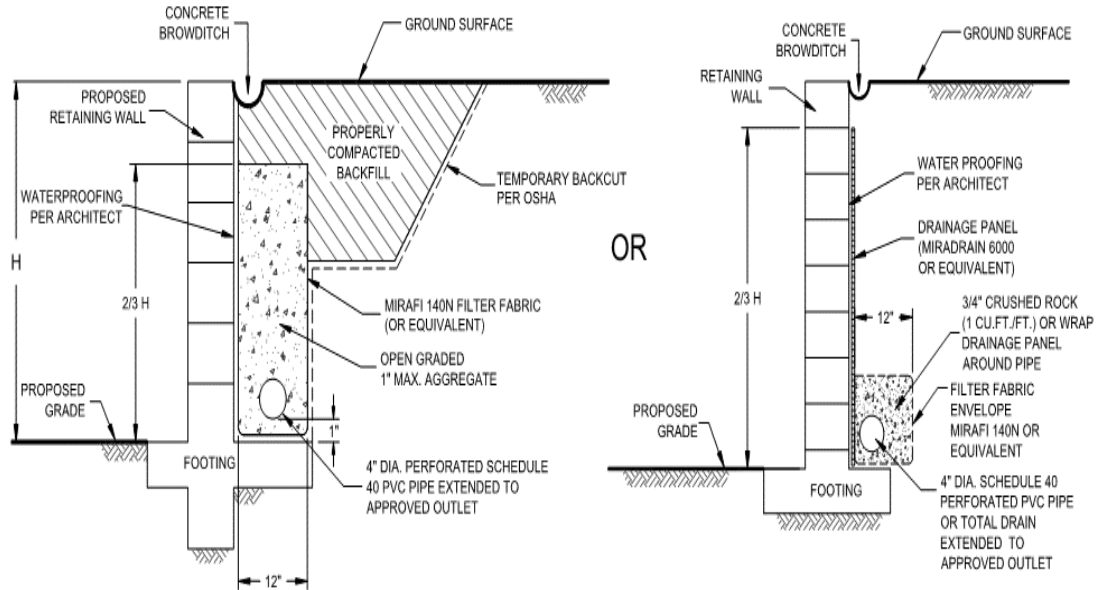 CONCRETE
BROWDITCH
GROUND SURFACE
PROPOSED
RETAINING WALL
PROPERLY
COMPACTED
BACKFILL
TEMPORARY BACKCUT
PER OSHA
WATERPROOFING
PER ARCHITECT
H
2/3 H
MIRAFI 140N FILTER FABRIC
(OR EQUIVALENT)
OPEN GRADED
1" MAX. AGGREGATE
PROPOSED
GRADE
1"
FOOTING
4" DIA. PERFORATED SCHEDULE
40 PVC PIPE EXTENDED TO
APPROVED OUTLET
12"
OR
CONCRETE
BROWDITCH
GROUND SURFACE
RETAINING
WALL
WATER PROOFING
PER ARCHITECT
DRAINAGE PANEL
(MIRADRAIN 6000
OR EQUIVALENT)
2/3 H
12"
3/4" CRUSHED ROCK
(1 CU.FT./FT.) OR WRAP
DRAINAGE PANEL
AROUND PIPE
FILTER FABRIC
ENVELOPE
MIRAFI 140N OR
EQUIVALENT
PROPOSED
GRADE
FOOTING
4" DIA. SCHEDULE 40
PERFORATED PVC PIPE
OR TOTAL DRAIN
EXTENDED TO
APPROVED OUTLET